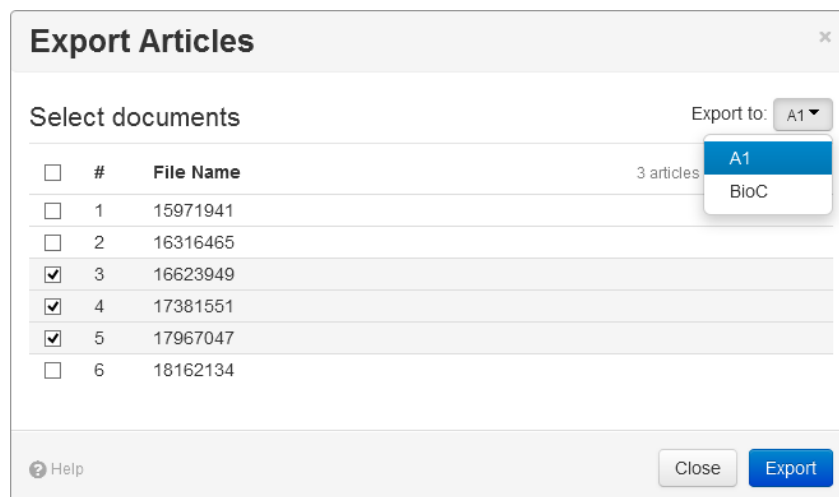 Export Articles ×
Select documents Export to: A1
# File Name 3 articles
A1
BioC
1 15971941
2 16316465
3 16623949
4 17381551
5 17967047
6 18162134
? Help Close Export